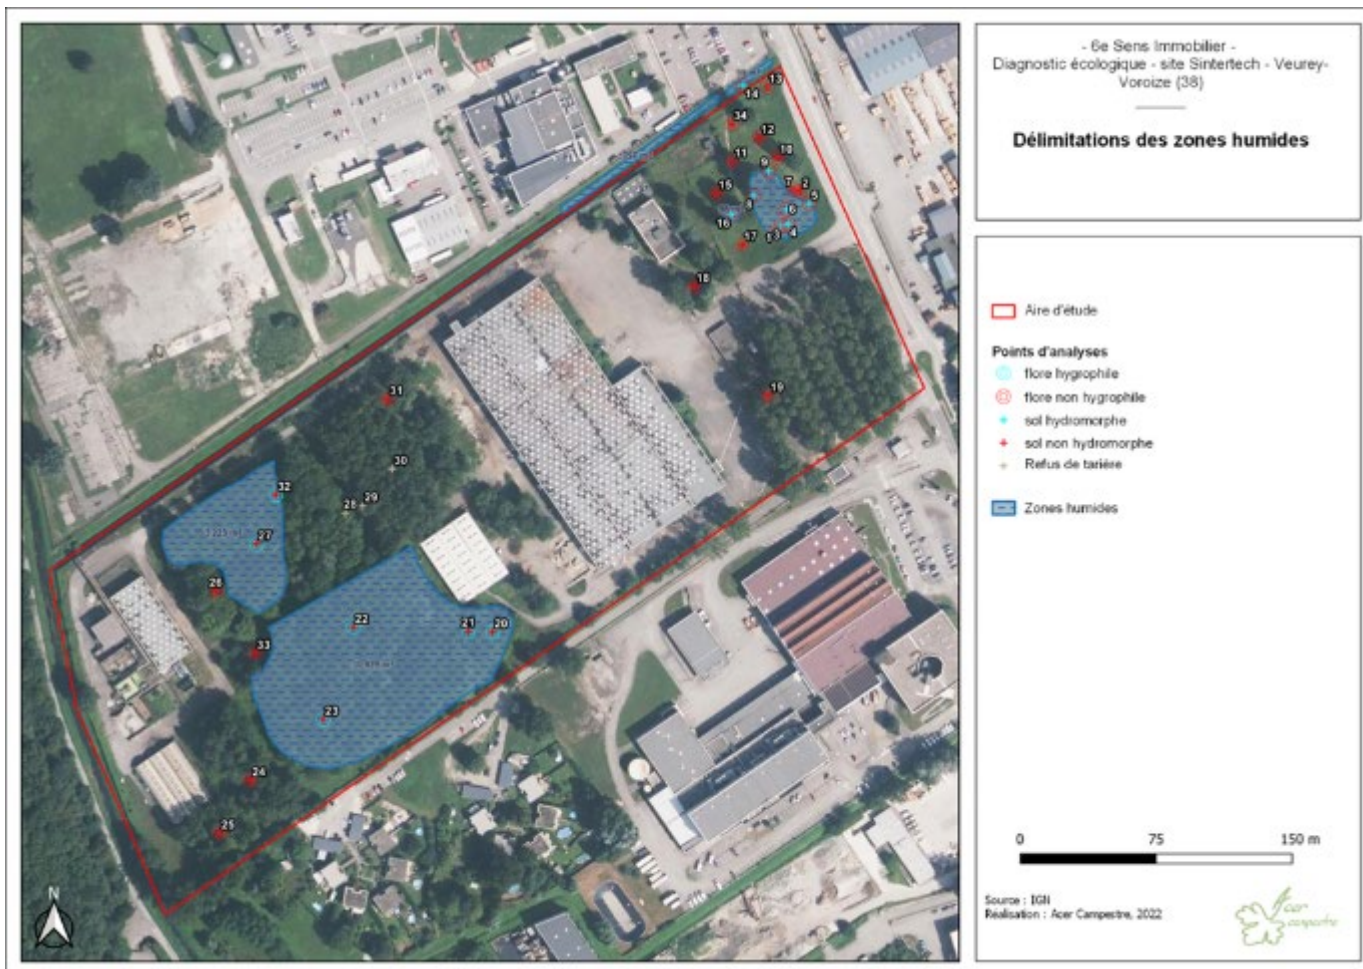 - 6e Sens Immobilier -
Diagnostic écologique - site Sintertech - Veurey-
Voroize (38)
Délimitations des zones humides
Aire d'étude
Points d'analyses
flore hygrophile
flore non hygrophile
sol hydromorphe
sol non hydromorphe
Refus de tarière
Zones humides
0 75 150 m
Source : IGN
Réalisation : Acer Campestre, 2022
Acer
campestre
N
13
14
34
12
11
10
9
15
7
2
5
8
16
6
1
3
4
17
18
19
31
30
32
28
29
27
26
22
21
20
33
23
24
25